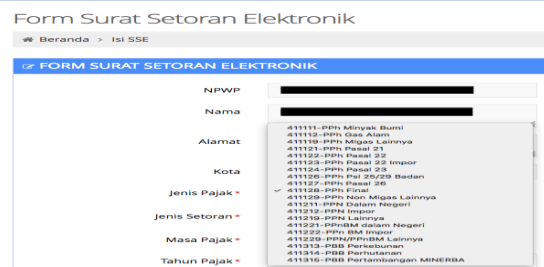 Form Surat Setoran Elektronik
Beranda > Isi SSE
FORM SURAT SETORAN ELEKTRONIK
NPWP
Nama
Alamat
Kota
Jenis Pajak *
Jenis Setoran *
Masa Pajak *
Tahun Pajak *
411111-PPh Minyak Bumi
411112-PPh Gas Alam
411119-PPh Migas Lainnya
411121-PPh Pasal 21
411122-PPh Pasal 22
411123-PPh Pasal 22 Impor
411124-PPh Pasal 23
411126-PPh Psl 25/29 Badan
411127-PPh Pasal 26
✓ 411128-PPh Final
411129-PPh Non Migas Lainnya
411211-PPN Dalam Negeri
411212-PPN Impor
411219-PPN Lainnya
411221-PPnBM dalam Negeri
411222-PPn BM Impor
411229-PPN/PPnBM Lainnya
411313-PBB Perkebunan
411314-PBB Perhutanan
411315-PBB Pertambangan MINERBA